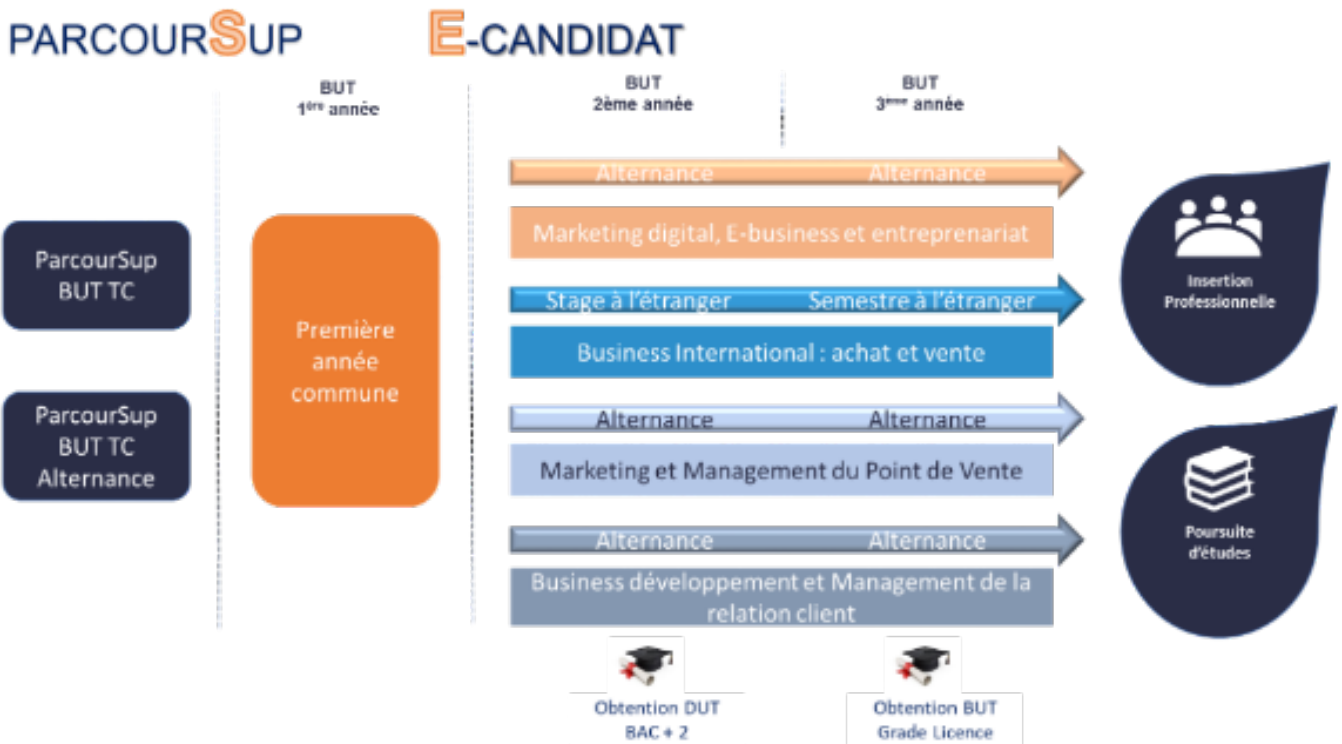 PARCOURSUP
E-CANDIDAT
BUT
1ère année
BUT
2ème année
BUT
3ème année
ParcourSup
BUT TC
ParcourSup
BUT TC
Alternance
Première
année
commune
Alternance Alternance
Marketing digital, E-business et entreprenariat
Stage à l'étranger Semestre à l'étranger
Business International : achat et vente
Alternance Alternance
Marketing et Management du Point de Vente
Alternance Alternance
Business développement et Management de la
relation client
Insertion
Professionnelle
Poursuite
d'études
Obtention DUT
BAC + 2
Obtention BUT
Grade Licence